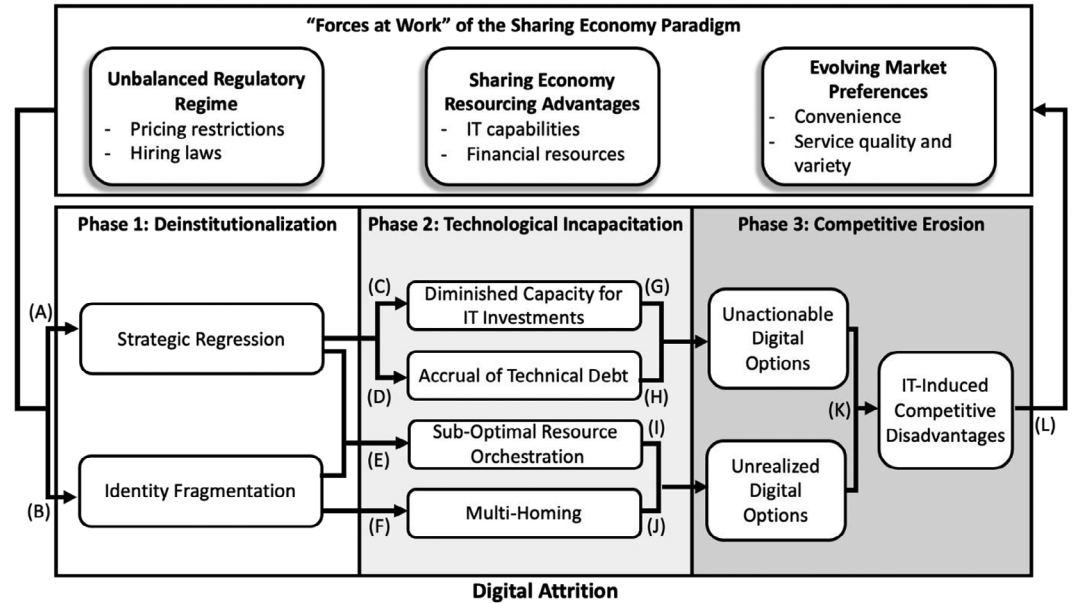 “Forces at Work” of the Sharing Economy Paradigm
Unbalanced Regulatory
Regime
- Pricing restrictions
- Hiring laws
Sharing Economy
Resourcing Advantages
- IT capabilities
- Financial resources
Evolving Market
Preferences
- Convenience
- Service quality and
variety
Phase 1: Deinstitutionalization
(A)
Strategic Regression
(B)
Identity Fragmentation
Phase 2: Technological Incapacitation
(C)
Diminished Capacity for
IT Investments
(G)
(D)
Accrual of Technical Debt
(H)
(E)
Sub-Optimal Resource
Orchestration
(I)
(F)
Multi-Homing
(J)
Phase 3: Competitive Erosion
Unactionable
Digital
Options
Unrealized
Digital
Options
(K)
IT-Induced
Competitive
Disadvantages
(L)
Digital Attrition